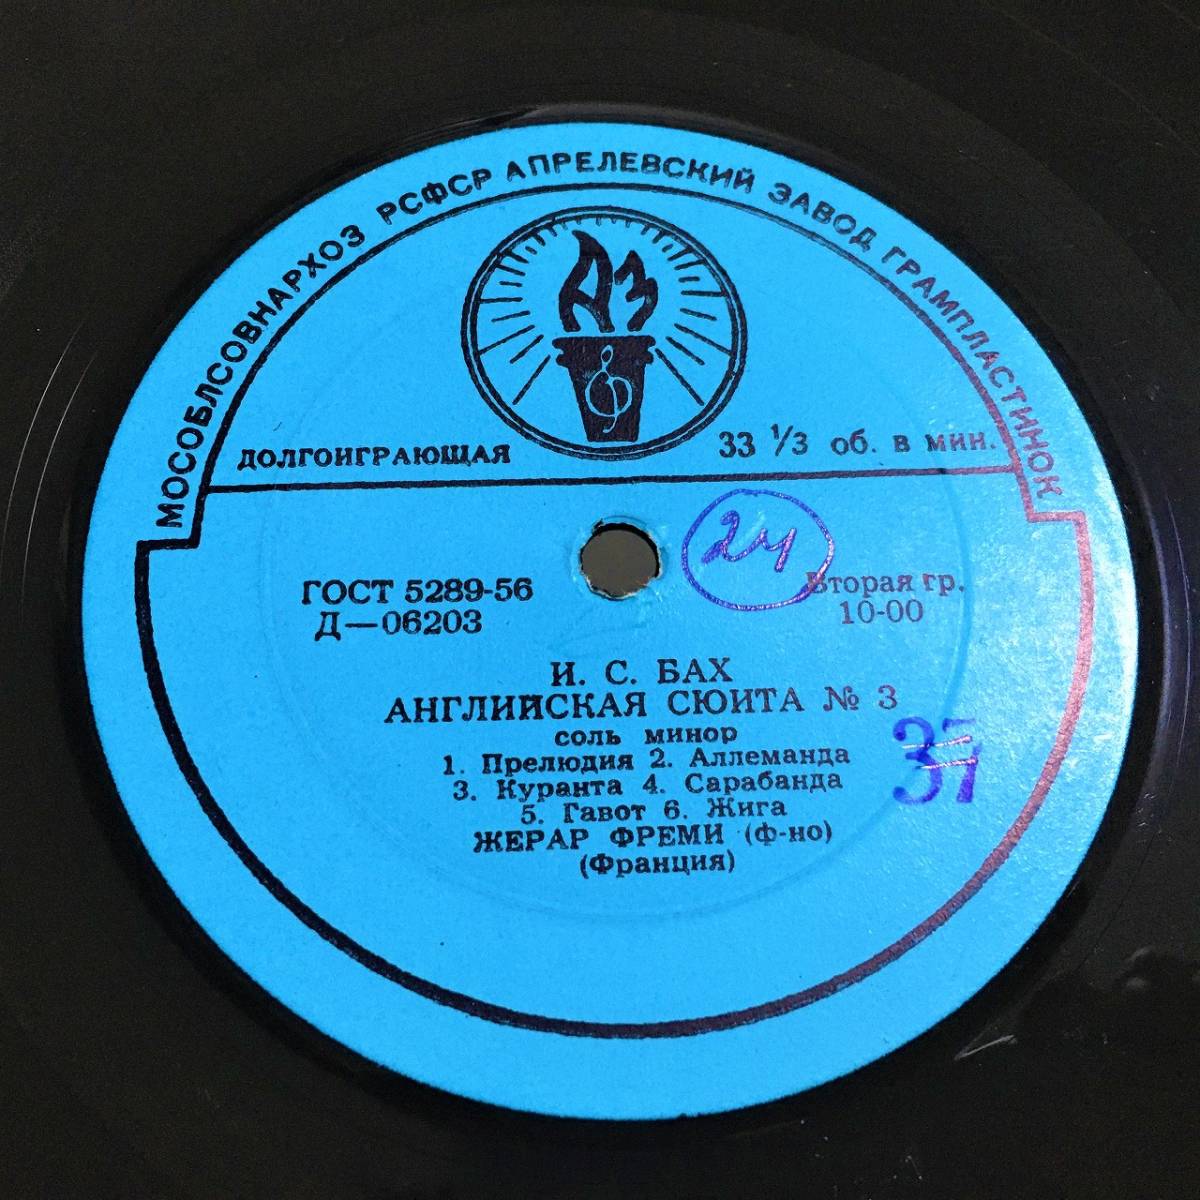 МОСОБЛСОВНАРХОЗ РСФСР АПРЕЛЕВСКИЙ ЗАВОД ГРАМПЛАСТИНОК
АЗ
ДОЛГОИГРАЮЩАЯ 33 1/3 об. в мин.
24
ГОСТ 5289-56 Вторая гр.
Д—06203 10-00
И. С. БАХ
АНГЛИЙСКАЯ СЮИТА № 3
соль минор
1. Прелюдия 2. Аллеманда
3. Куранта 4. Сарабанда
5. Гавот 6. Жига
ЖЕРАР ФРЕМИ (ф-но)
(Франция)